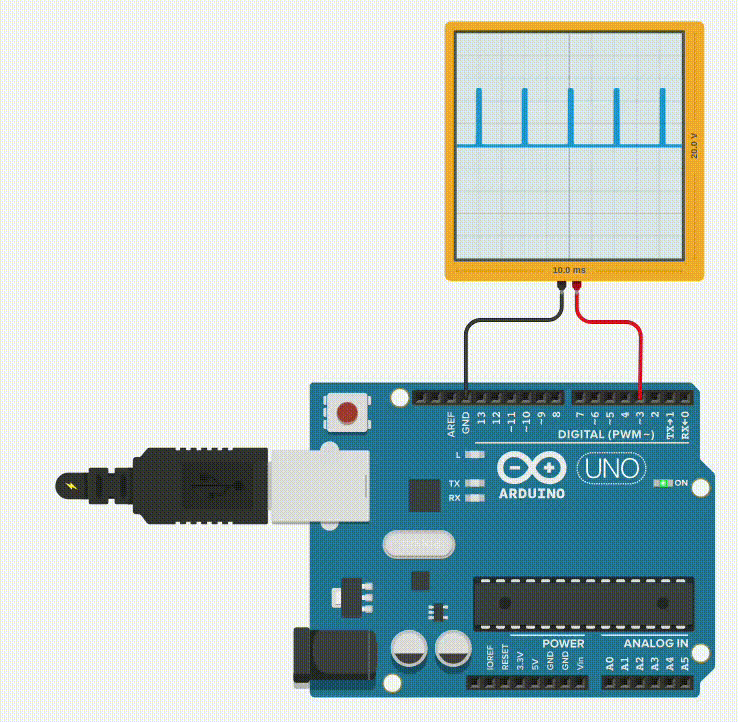 20.0 V
10.0 ms
AREF
GND
13
12
~11
~10
~9
8
7
~6
~5
4
~3
2
TX→1
RX←0
DIGITAL (PWM~)
L
TX
RX
ARDUINO
UNO
ON
POWER
ANALOG IN
IOREF
RESET
3.3V
5V
GND
GND
Vin
A0
A1
A2
A3
A4
A5